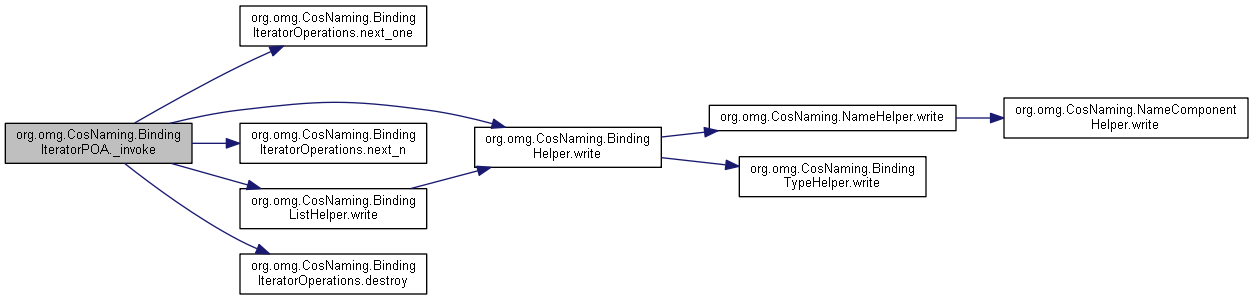 org.omg.CosNaming.Binding
IteratorPOA._invoke
org.omg.CosNaming.Binding
IteratorOperations.next_one
org.omg.CosNaming.Binding
IteratorOperations.next_n
org.omg.CosNaming.Binding
ListHelper.write
org.omg.CosNaming.Binding
IteratorOperations.destroy
org.omg.CosNaming.Binding
Helper.write
org.omg.CosNaming.NameHelper.write
org.omg.CosNaming.Binding
TypeHelper.write
org.omg.CosNaming.NameComponent
Helper.write